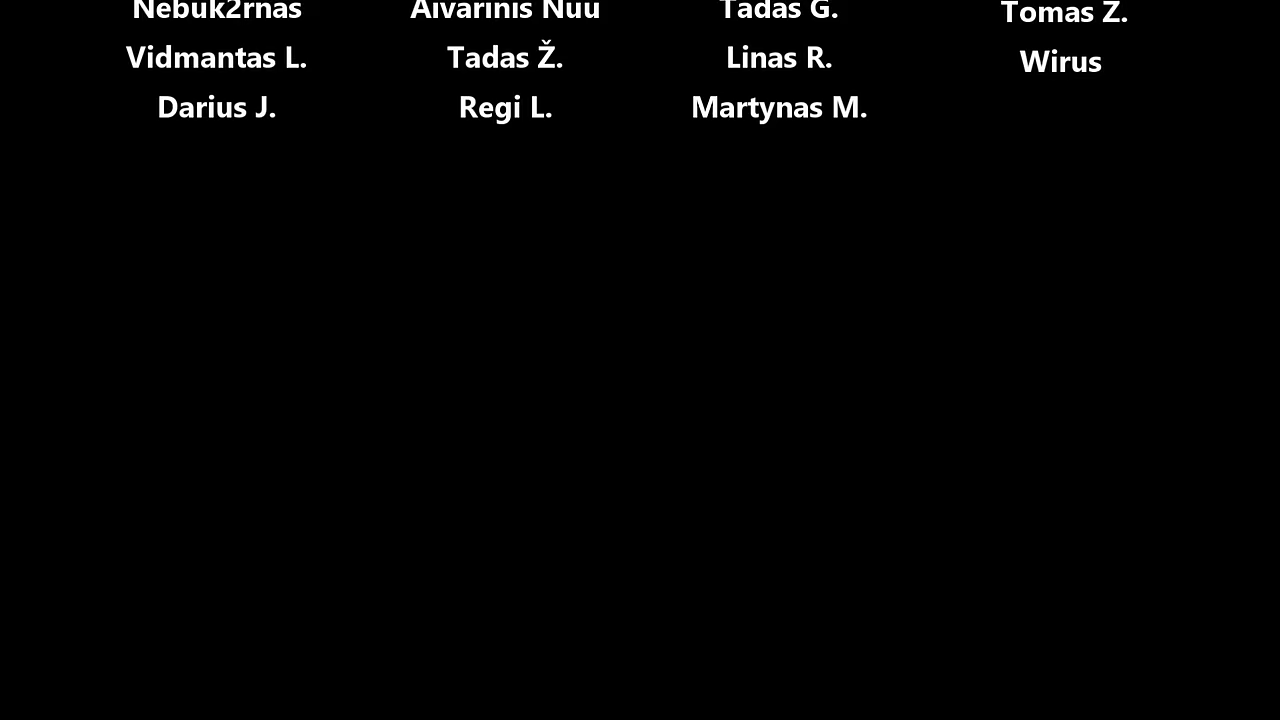 Nebuk2rnas Aivarinis Nuu Tadas G. Tomas Z.
Vidmantas L. Tadas Ž. Linas R. Wirus
Darius J. Regi L. Martynas M.